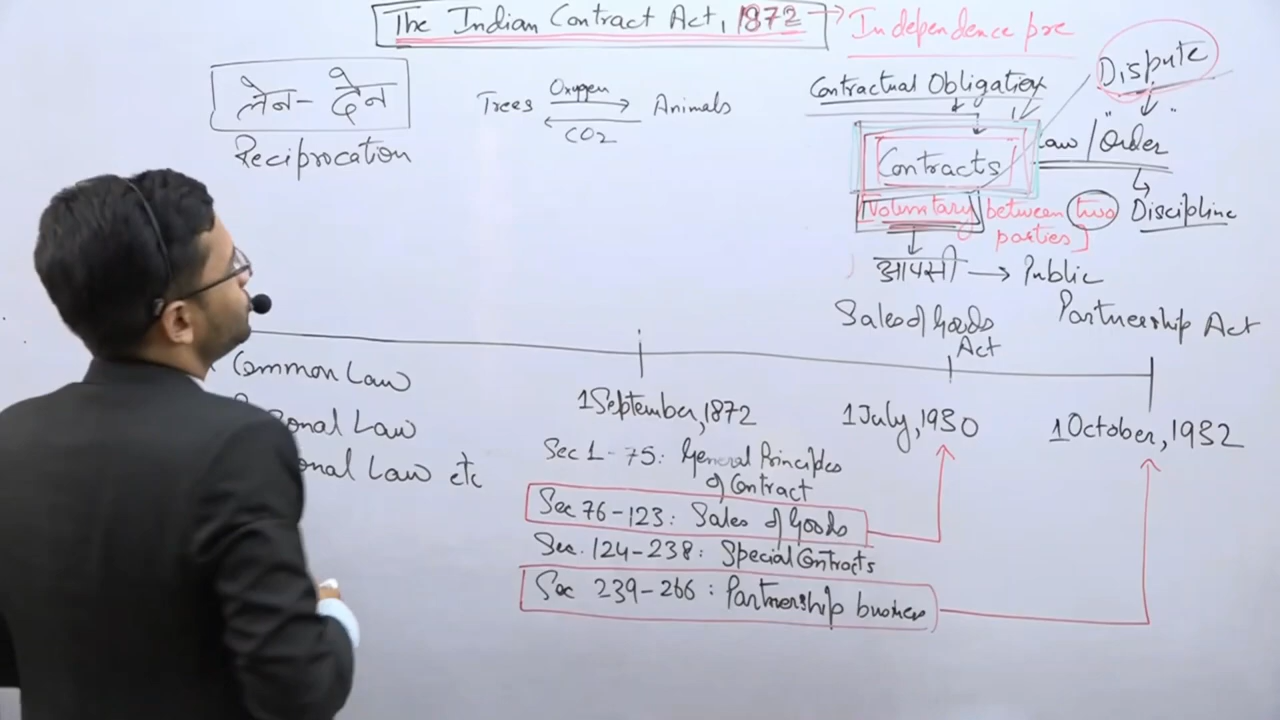 The Indian Contract Act, 1872 → Independence pre
लेन-देन
Reciprocation
Trees Oxygen Animals
CO2
Contractual Obligation
Dispute
Law / "Order"
Contracts
[Voluntary between two parties]
Discipline
आपसी → Public
Sales of Goods Act
Partnership Act
Common Law
Law
Law etc
1 September, 1872
1 July, 1930
1 October, 1932
Sec 1-75: General Principles of Contract
Sec 76-123: Sales of Goods
Sec. 124-238: Special Contracts
Sec 239-266: Partnership business